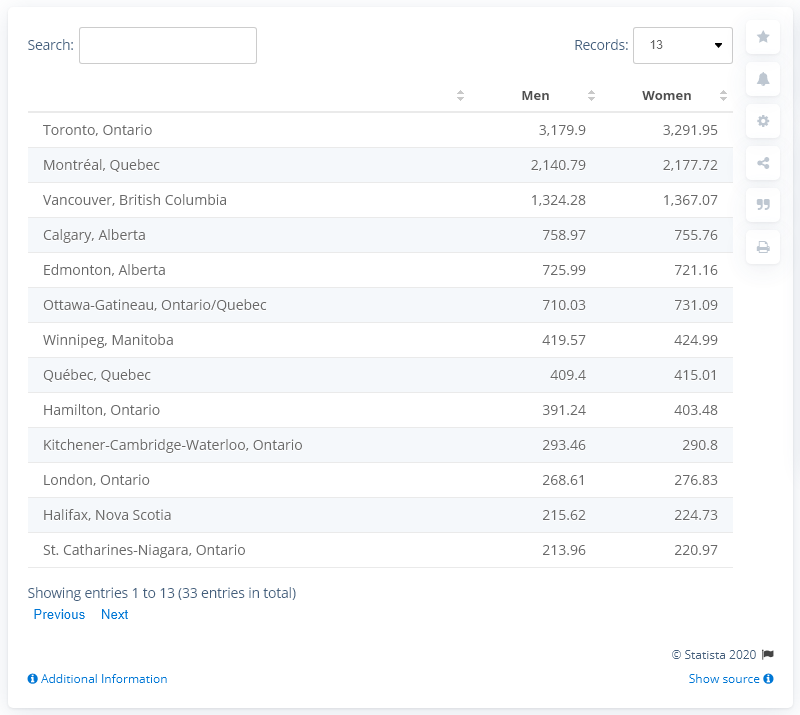 Search:
Records: 13
Men Women
Toronto, Ontario 3,179.9 3,291.95
Montréal, Quebec 2,140.79 2,177.72
Vancouver, British Columbia 1,324.28 1,367.07
Calgary, Alberta 758.97 755.76
Edmonton, Alberta 725.99 721.16
Ottawa-Gatineau, Ontario/Quebec 710.03 731.09
Winnipeg, Manitoba 419.57 424.99
Québec, Quebec 409.4 415.01
Hamilton, Ontario 391.24 403.48
Kitchener-Cambridge-Waterloo, Ontario 293.46 290.8
London, Ontario 268.61 276.83
Halifax, Nova Scotia 215.62 224.73
St. Catharines-Niagara, Ontario 213.96 220.97
Showing entries 1 to 13 (33 entries in total)
Previous Next
© Statista 2020
Additional Information Show source